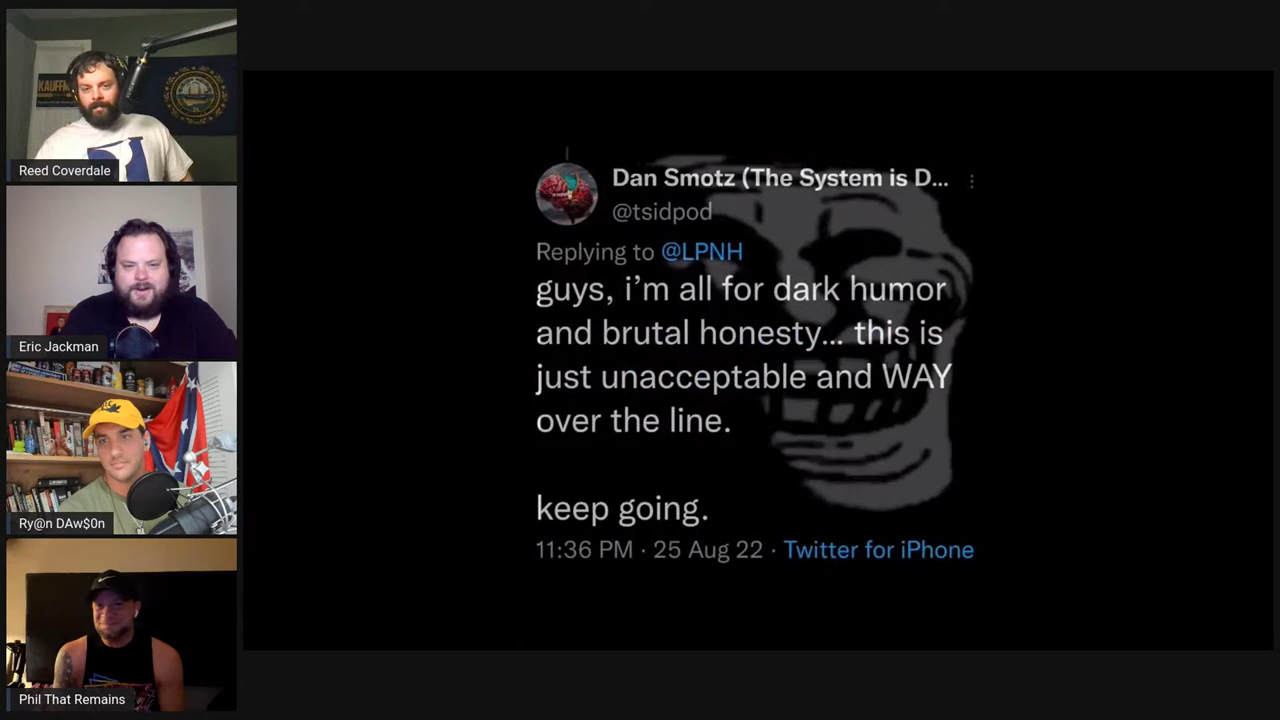 KAUFFM
Reed Coverdale
Eric Jackman
Ry@n DAw$0n
Phil That Remains
Dan Smotz (The System is D...
@tsidpod
Replying to @LPNH
guys, i'm all for dark humor
and brutal honesty... this is
just unacceptable and WAY
over the line.
keep going.
11:36 PM · 25 Aug 22 · Twitter for iPhone